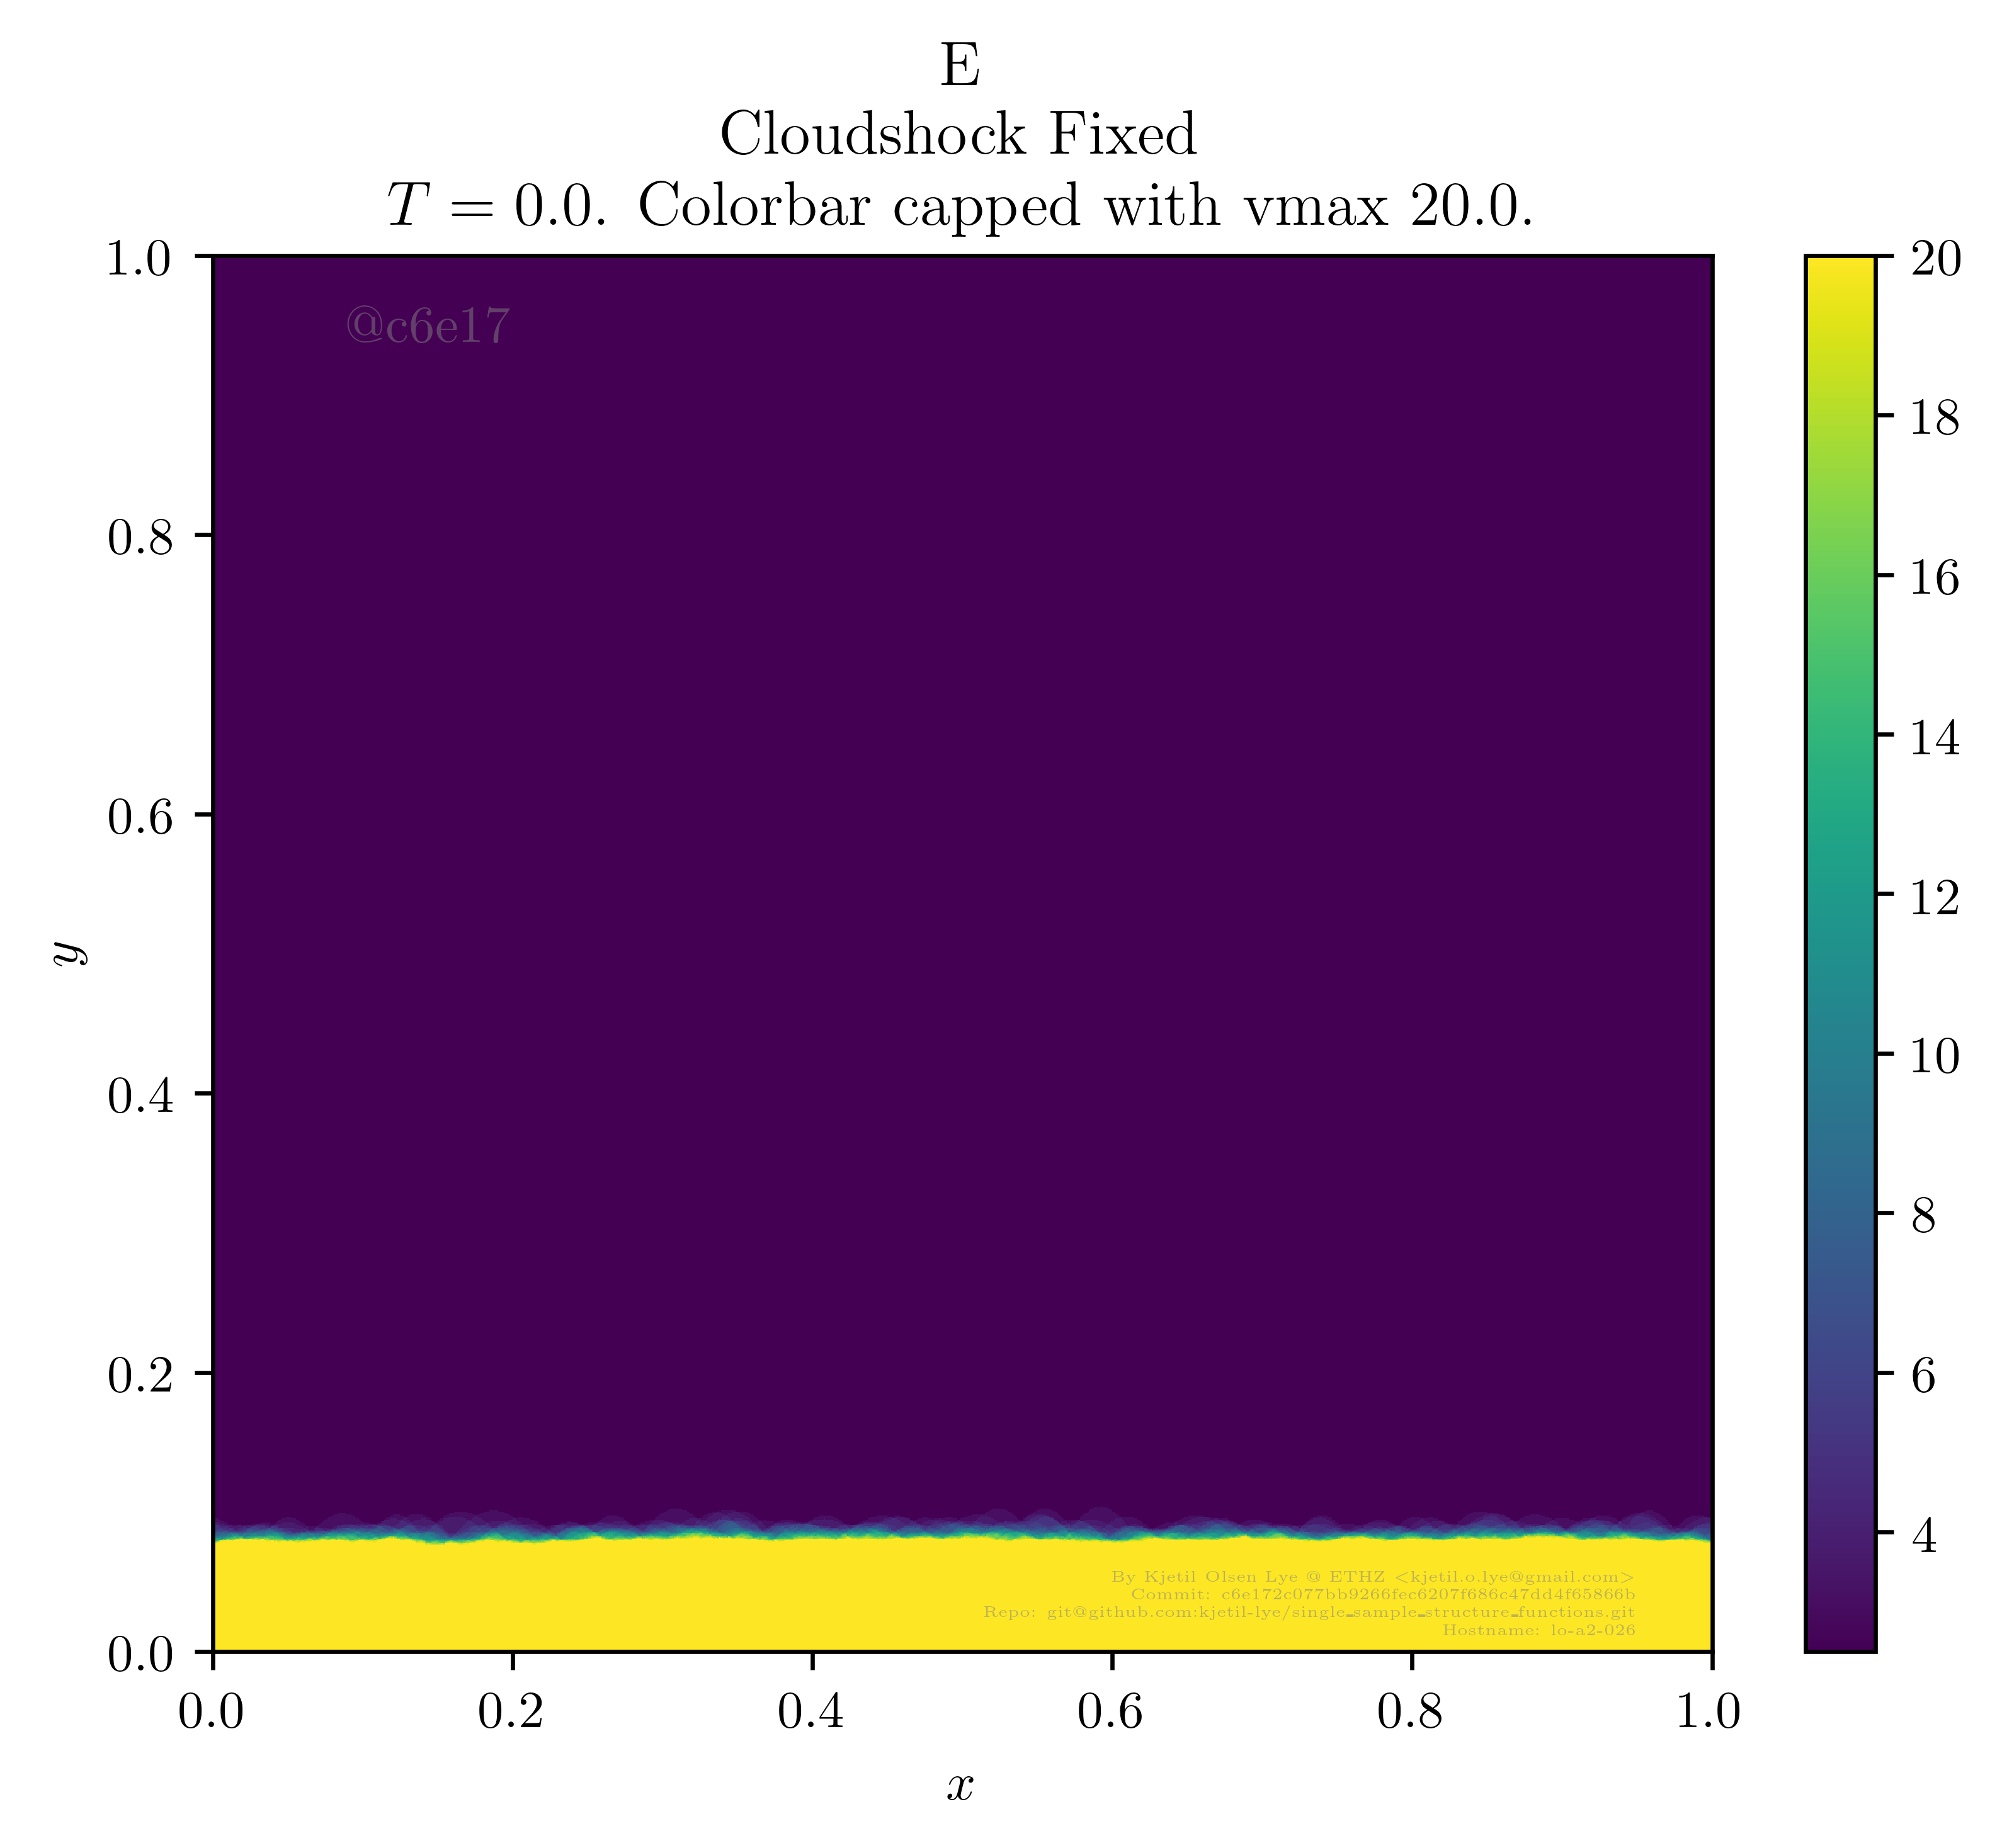 E
Cloudshock Fixed
T = 0.0. Colorbar capped with vmax 20.0.
@c6e17
1.0
0.8
0.6
0.4
0.2
0.0
y
0.0 0.2 0.4 0.6 0.8 1.0
x
20
18
16
14
12
10
8
6
4
By Kjetil Olsen Lye @ ETHZ <kjetil.o.lye@gmail.com>
Commit: c6e172c077bb9266fec6207f686c47dd4f65866b
Repo: git@github.com:kjetil-lye/single_sample_structure_functions.git
Hostname: lo-a2-026